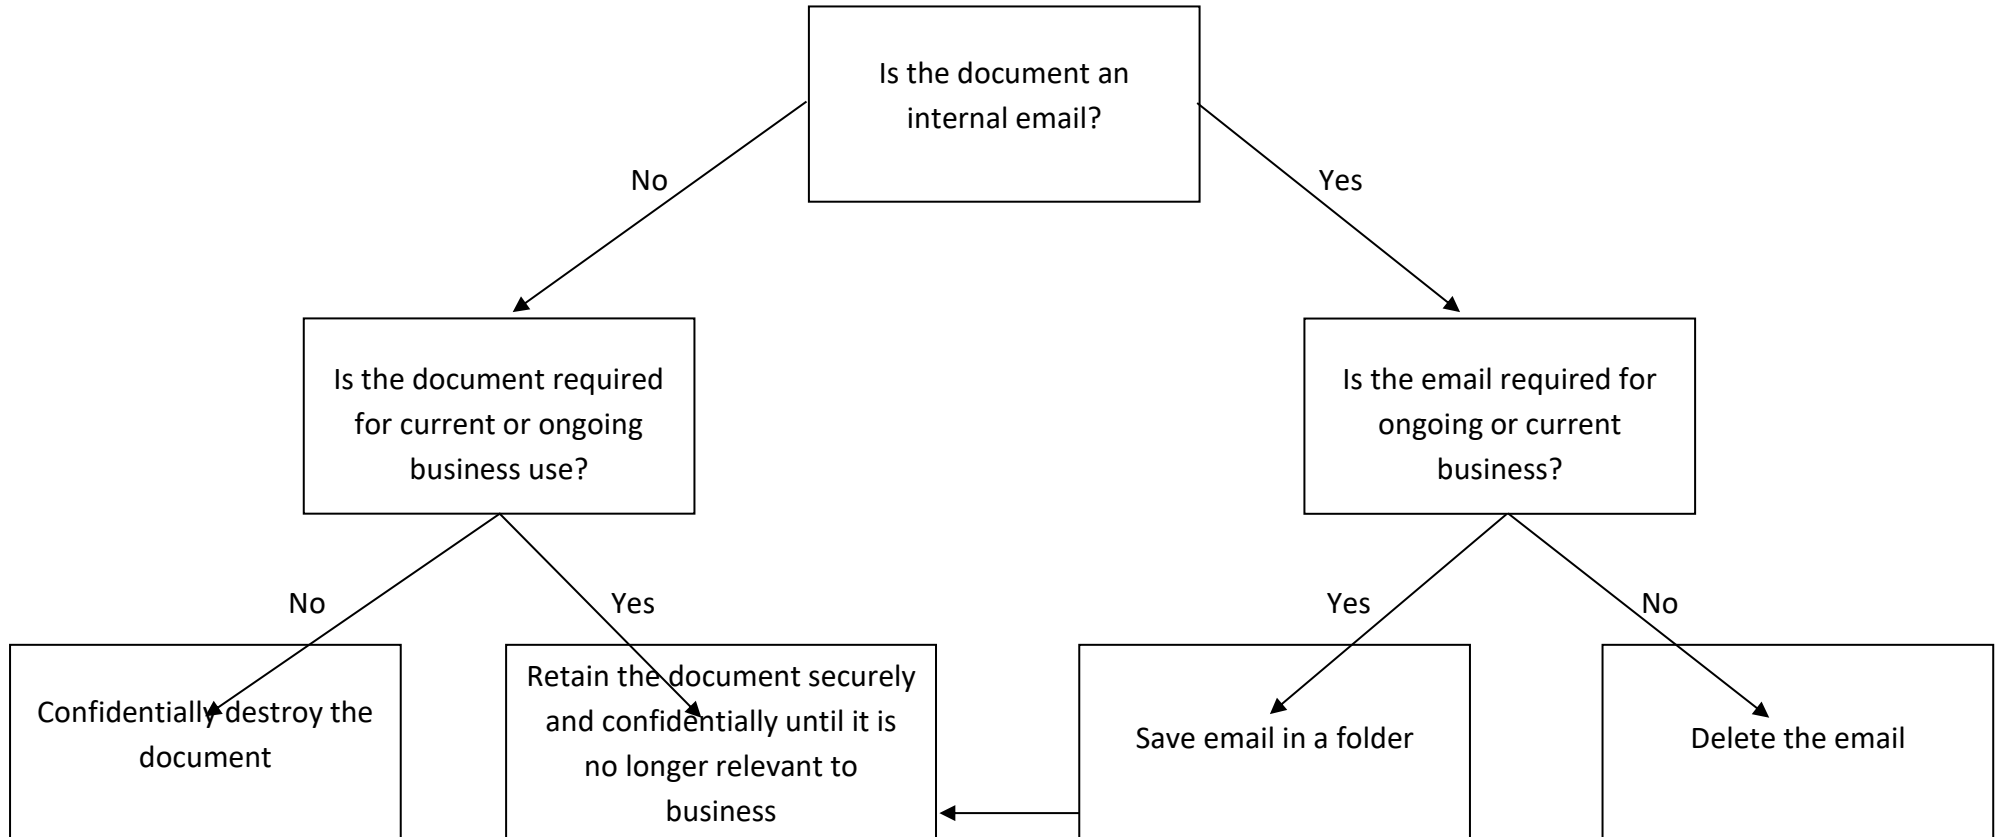 Is the document an
internal email?
No
Yes
Is the document required
for current or ongoing
business use?
Is the email required for
ongoing or current
business?
No
Yes
Yes
No
Confidentially destroy the
document
Retain the document securely
and confidentially until it is
no longer relevant to
business
Save email in a folder
Delete the email